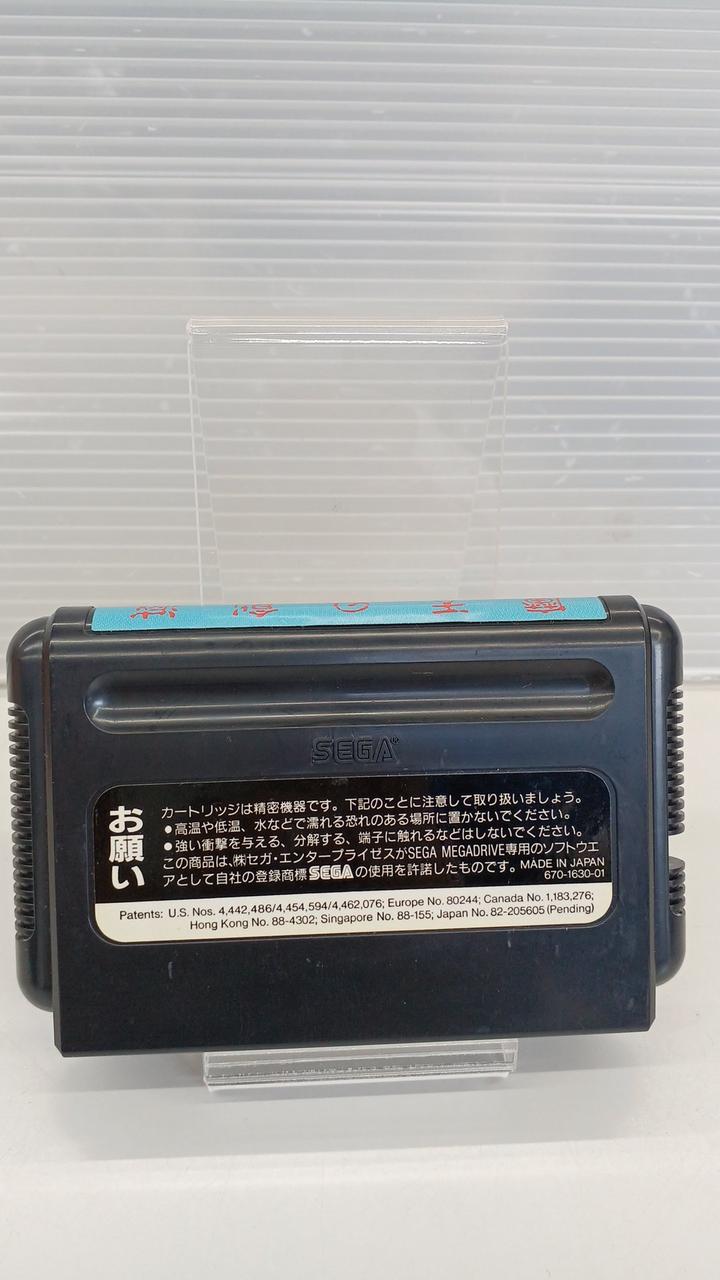 SEGA®
お願い
カートリッジは精密機器です。下記のことに注意して取り扱いましょう。
●高温や低温、水などで濡れる恐れのある場所に置かないでください。
●強い衝撃を与える、分解する、端子に触れるなどはしないでください。
この商品は、㈱セガ・エンタープライゼスがSEGA MEGADRIVE専用のソフトウエ
アとして自社の登録商標SEGAの使用を許諾したものです。
MADE IN JAPAN
670-1630-01
Patents: U.S. Nos. 4,442,486/4,454,594/4,462,076; Europe No. 80244; Canada No. 1,183,276;
Hong Kong No. 88-4302; Singapore No. 88-155; Japan No. 82-205605 (Pending)